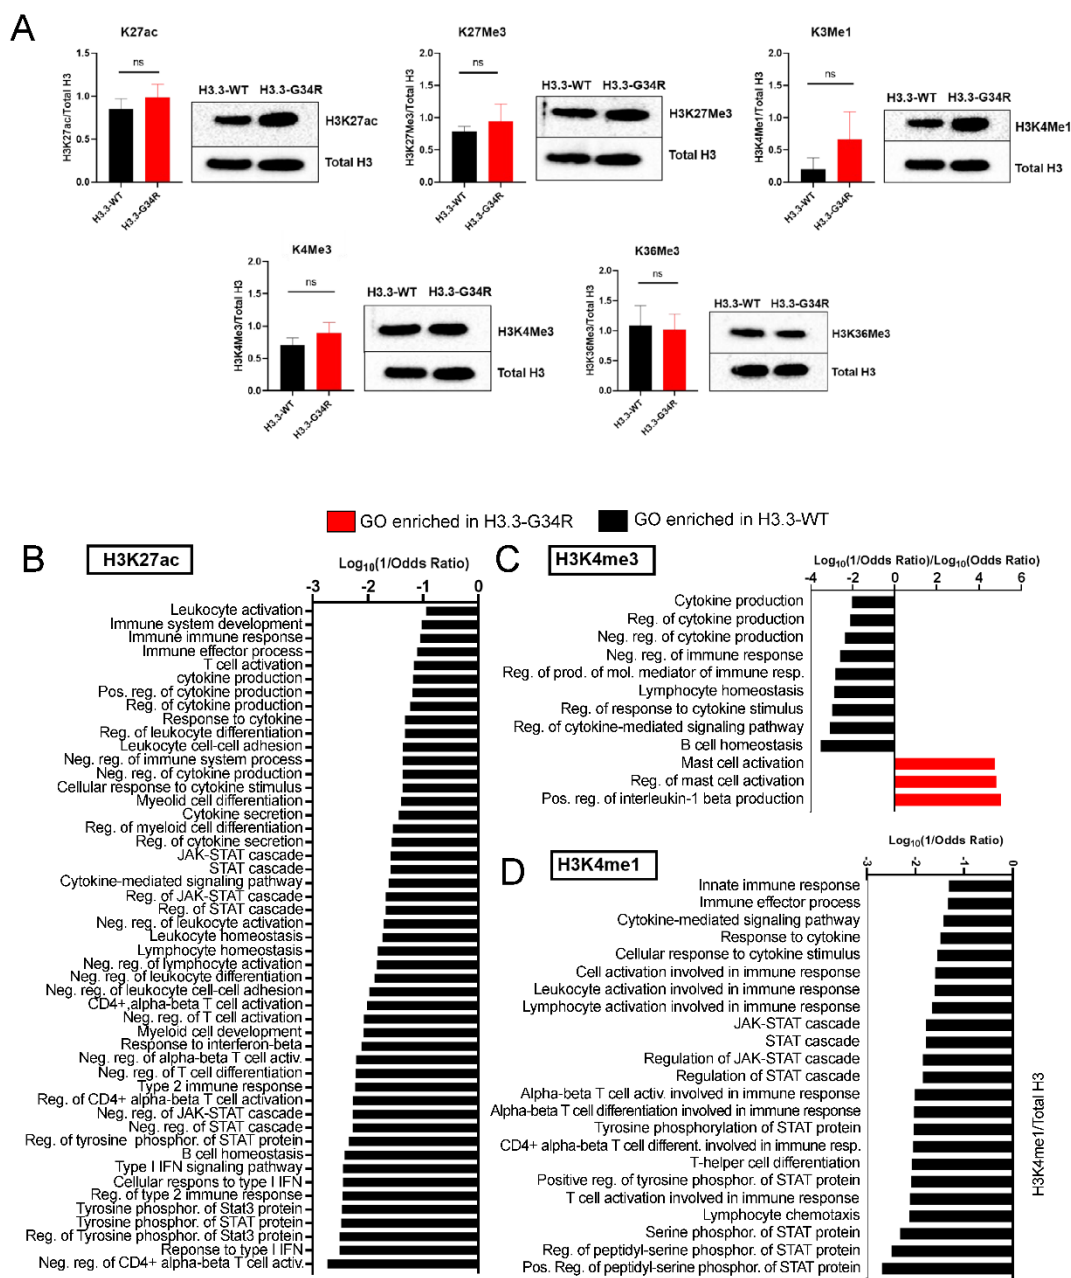 A
K27ac
H3K27ac/Total H3
1.5
1.0
0.5
0.0
ns
H3.3-WT
H3.3-G34R
H3.3-WT H3.3-G34R
H3K27ac
Total H3
K27Me3
H3K27Me3/Total H3
2.0
1.5
1.0
0.5
0.0
ns
H3.3-WT
H3.3-G34R
H3.3-WT H3.3-G34R
H3K27Me3
Total H3
K3Me1
H3K4Me1/Total H3
2.0
1.5
1.0
0.5
0.0
ns
H3.3-WT
H3.3-G34R
H3.3-WT H3.3-G34R
H3K4Me1
Total H3
K4Me3
H3K4Me3/Total H3
1.5
1.0
0.5
0.0
ns
H3.3-WT
H3.3-G34R
H3.3-WT H3.3-G34R
H3K4Me3
Total H3
K36Me3
H3K36Me3/Total H3
2.0
1.5
1.0
0.5
0.0
ns
H3.3-WT
H3.3-G34R
H3.3-WT H3.3-G34R
H3K36Me3
Total H3
GO enriched in H3.3-G34R GO enriched in H3.3-WT
B
H3K27ac
Log10(1/Odds Ratio)
-3 -2 -1 0
Leukocyte activation
Immune system development
Immune immune response
Immune effector process
T cell activation
cytokine production
Pos. reg. of cytokine production
Reg. of cytokine production
Response to cytokine
Reg. of leukocyte differentiation
Leukocyte cell-cell adhesion
Neg. reg. of immune system process
Neg. reg. of cytokine production
Cellular response to cytokine stimulus
Myeolid cell differentiation
Cytokine secretion
Reg. of myeloid cell differentiation
Reg. of cytokine secretion
JAK-STAT cascade
STAT cascade
Cytokine-mediated signaling pathway
Reg. of JAK-STAT cascade
Reg. of STAT cascade
Neg. reg. of leukocyte activation
Leukocyte homeostasis
Lymphocyte homeostasis
Neg. reg. of lymphocyte activation
Neg. reg. of leukocyte differentiation
Neg. reg. of leukocyte cell-cell adhesion
CD4+,alpha-beta T cell activation
Neg. reg. of T cell activation
Myeloid cell development
Response to interferon-beta
Neg. reg. of alpha-beta T cell activ.
Neg. reg. of T cell differentiation
Type 2 immune response
Reg. of CD4+ alpha-beta T cell activation
Neg. reg. of JAK-STAT cascade
Neg. reg. of STAT cascade
Reg. of tyrosine phosphor. of STAT protein
B cell homeostasis
Type I IFN signaling pathway
Cellular respons to type I IFN
Reg. of type 2 immune response
Tyrosine phosphor. of Stat3 protein
Tyrosine phosphor. of STAT protein
Reg. of Tyrosine phosphor. of Stat3 protein
Reponse to type I IFN
Neg. reg. of CD4+ alpha-beta T cell activ.
C
H3K4me3
Log10(1/Odds Ratio)/Log10(Odds Ratio)
-4 -2 0 2 4 6
Cytokine production
Reg. of cytokine production
Neg. reg. of cytokine production
Neg. reg. of immune response
Reg. of prod. of mol. mediator of immune resp.
Lymphocyte homeostasis
Reg. of response to cytokine stimulus
Reg. of cytokine-mediated signaling pathway
B cell homeostasis
Mast cell activation
Reg. of mast cell activation
Pos. reg. of interleukin-1 beta production
D
H3K4me1
Log10(1/Odds Ratio)
-3 -2 -1 0
Innate immune response
Immune effector process
Cytokine-mediated signaling pathway
Response to cytokine
Cellular response to cytokine stimulus
Cell activation involved in immune response
Leukocyte activation involved in immune response
Lymphocyte activation involved in immune response
JAK-STAT cascade
STAT cascade
Regulation of JAK-STAT cascade
Regulation of STAT cascade
Alpha-beta T cell activ. involved in immune response
Alpha-beta T cell differentiation involved in immune response
Tyrosine phosphorylation of STAT protein
CD4+ alpha-beta T cell different. involved in immune resp.
T-helper cell differentiation
Positive reg. of tyrosine phosphor. of STAT protein
T cell activation involved in immune response
Lymphocyte chemotaxis
Serine phosphor. of STAT protein
Reg. of peptidyl-serine phosphor. of STAT protein
Pos. Reg. of peptidyl-serine phosphor. of STAT protein
H3K4me1/Total H3